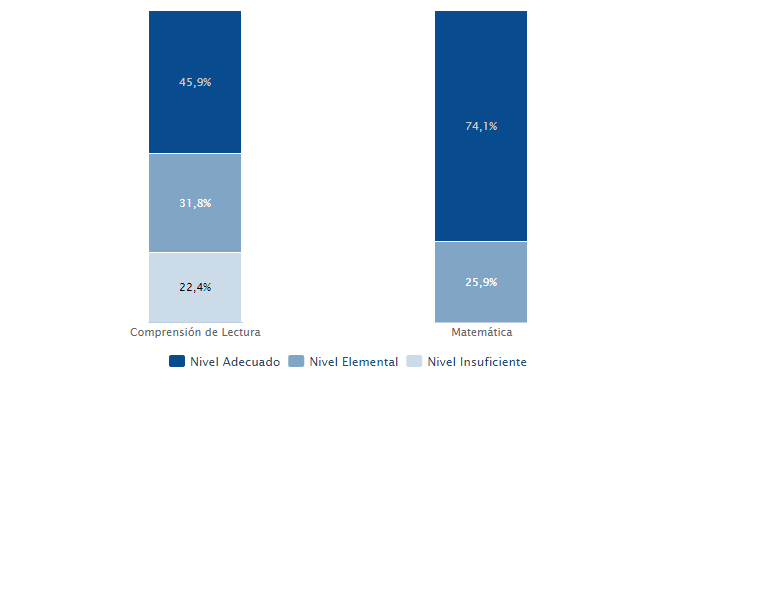 45,9%
74,1%
31,8%
25,9%
22,4%
Comprensión de Lectura
Matemática
Nivel Adecuado Nivel Elemental Nivel Insuficiente